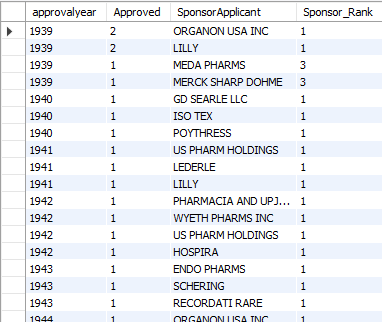 approvalyear Approved SponsorApplicant Sponsor_Rank
1939 2 ORGANON USA INC 1
1939 2 LILLY 1
1939 1 MEDA PHARMS 3
1939 1 MERCK SHARP DOHME 3
1940 1 GD SEARLE LLC 1
1940 1 ISO TEX 1
1940 1 POYTHRESS 1
1941 1 US PHARM HOLDINGS 1
1941 1 LEDERLE 1
1941 1 LILLY 1
1942 1 PHARMACIA AND UPJ... 1
1942 1 WYETH PHARMS INC 1
1942 1 US PHARM HOLDINGS 1
1942 1 HOSPIRA 1
1943 1 ENDO PHARMS 1
1943 1 SCHERING 1
1943 1 RECORDATI RARE 1
1944 1 ORGANON USA INC 1